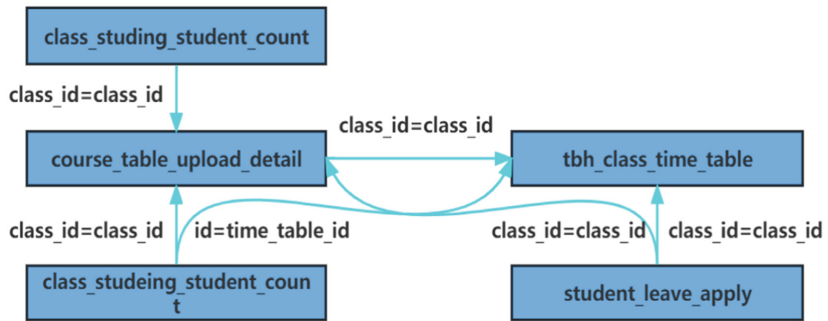 class_studing_student_count
class_id=class_id
class_id=class_id
course_table_upload_detail
tbh_class_time_table
class_id=class_id
id=time_table_id
class_id=class_id
class_id=class_id
class_studeing_student_coun
t
student_leave_apply